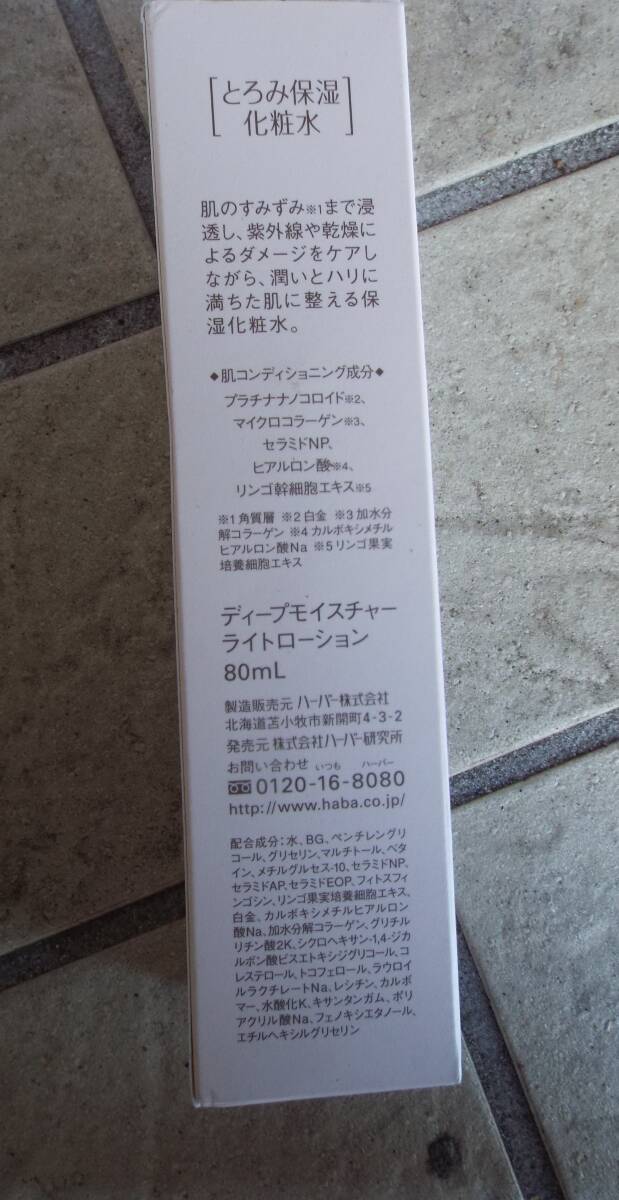 [とろみ保湿
化粧水]
肌のすみずみ※1まで浸
透し、紫外線や乾燥に
よるダメージをケアし
ながら、潤いとハリに
満ちた肌に整える保
湿化粧水。
◆肌コンディショニング成分◆
プラチナナノコロイド※2、
マイクロコラーゲン※3、
セラミドNP、
ヒアルロン酸※4、
リンゴ幹細胞エキス※5
※1 角質層 ※2 白金 ※3 加水分
解コラーゲン ※4 カルボキシメチル
ヒアルロン酸Na ※5 リンゴ果実
培養細胞エキス
ディープモイスチャー
ライトローション
80mL
製造販売元 ハーバー株式会社
北海道苫小牧市新開町4-3-2
発売元 株式会社ハーバー研究所
お問い合わせ いつも ハーバー
0120-16-8080
http://www.haba.co.jp/
配合成分：水、BG、ペンチレングリ
コール、グリセリン、マルチトール、ベタ
イン、メチルグルセス-10、セラミドNP、
セラミドAP、セラミドEOP、フィトスフィ
ンゴシン、リンゴ果実培養細胞エキス、
白金、カルボキシメチルヒアルロン
酸Na、加水分解コラーゲン、グリチル
リチン酸2K、シクロヘキサン-1,4-ジカ
ルボン酸ビスエトキシジグリコール、コ
レステロール、トコフェロール、ラウロイ
ルラクチレートNa、レシチン、カルボ
マー、水酸化K、キサンタンガム、ポリ
アクリル酸Na、フェノキシエタノール、
エチルヘキシルグリセリン